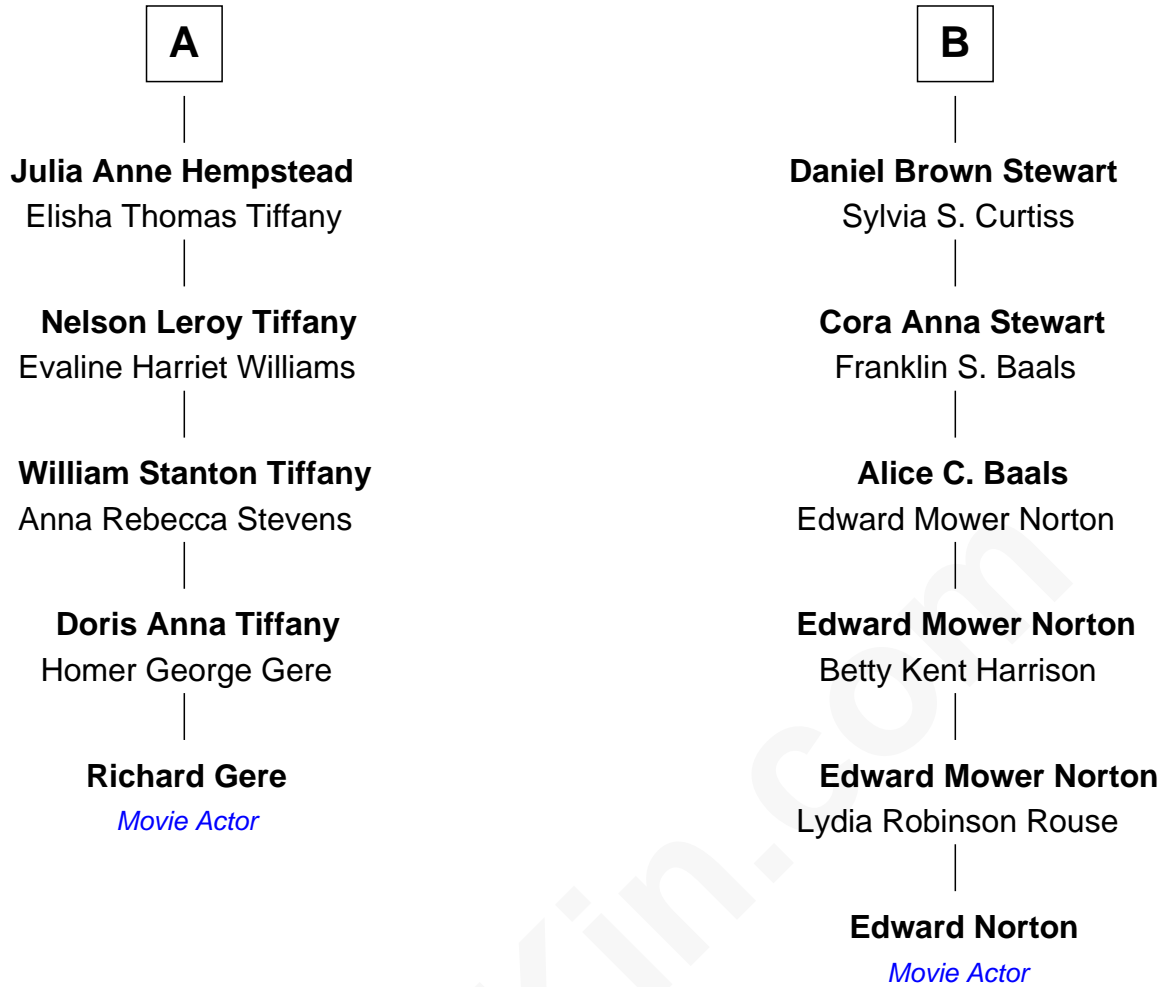 A
Julia Anne Hempstead
Elisha Thomas Tiffany
Nelson Leroy Tiffany
Evaline Harriet Williams
William Stanton Tiffany
Anna Rebecca Stevens
Doris Anna Tiffany
Homer George Gere
Richard Gere
Movie Actor
B
Daniel Brown Stewart
Sylvia S. Curtiss
Cora Anna Stewart
Franklin S. Baals
Alice C. Baals
Edward Mower Norton
Edward Mower Norton
Betty Kent Harrison
Edward Mower Norton
Lydia Robinson Rouse
Edward Norton
Movie Actor
Kin.com